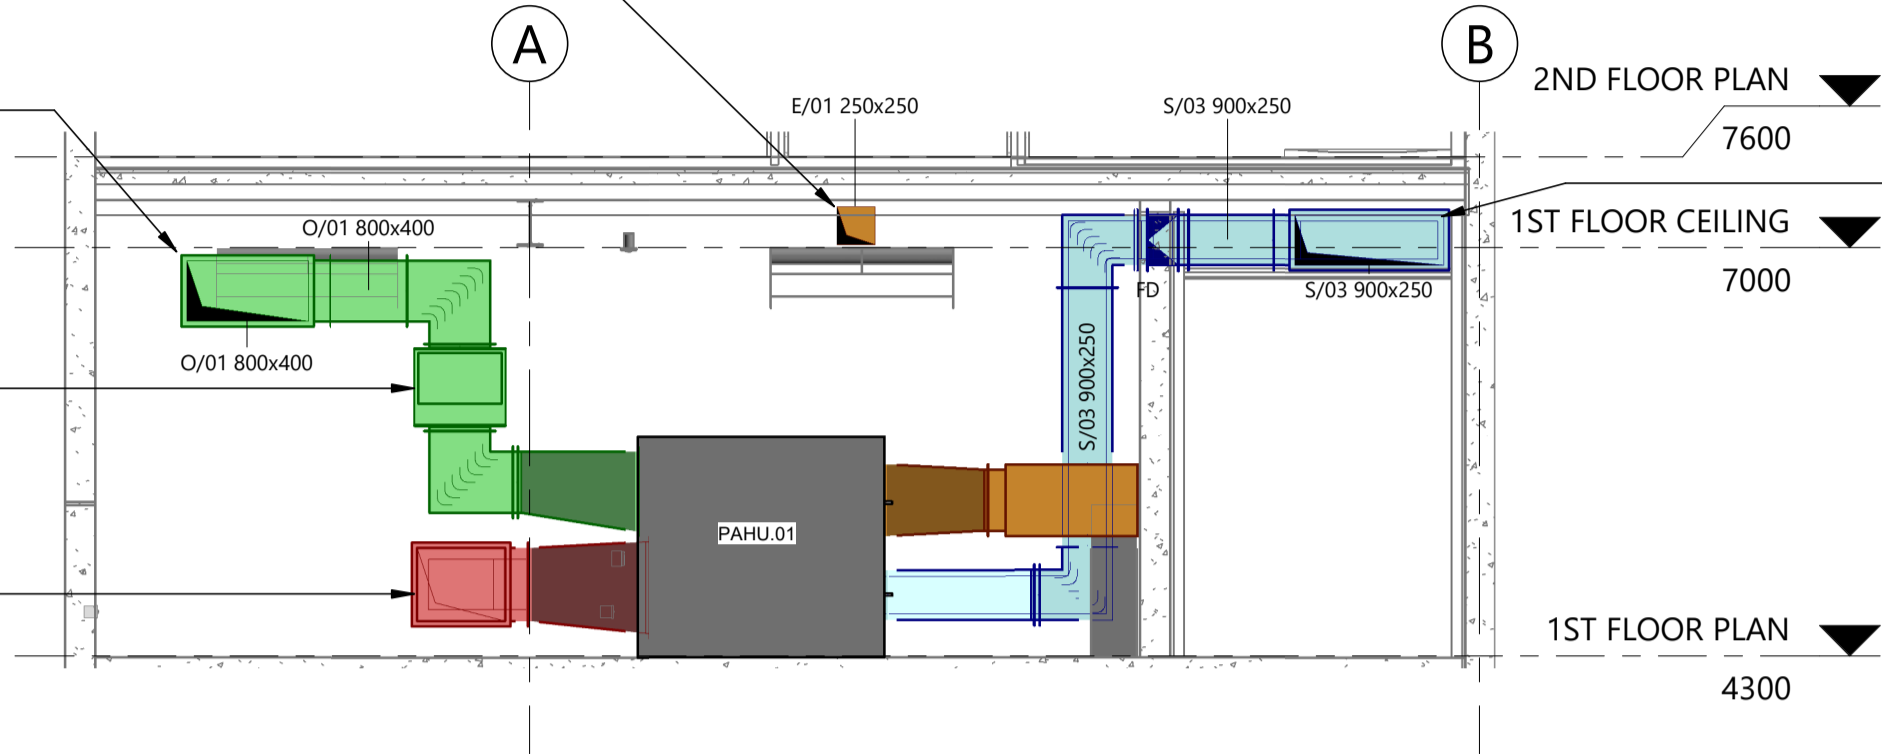 A
B
2ND FLOOR PLAN
7600
E/01 250x250
S/03 900x250
O/01 800x400
1ST FLOOR CEILING
7000
FD
S/03 900x250
O/01 800x400
S/03 900x250
PAHU.01
1ST FLOOR PLAN
4300